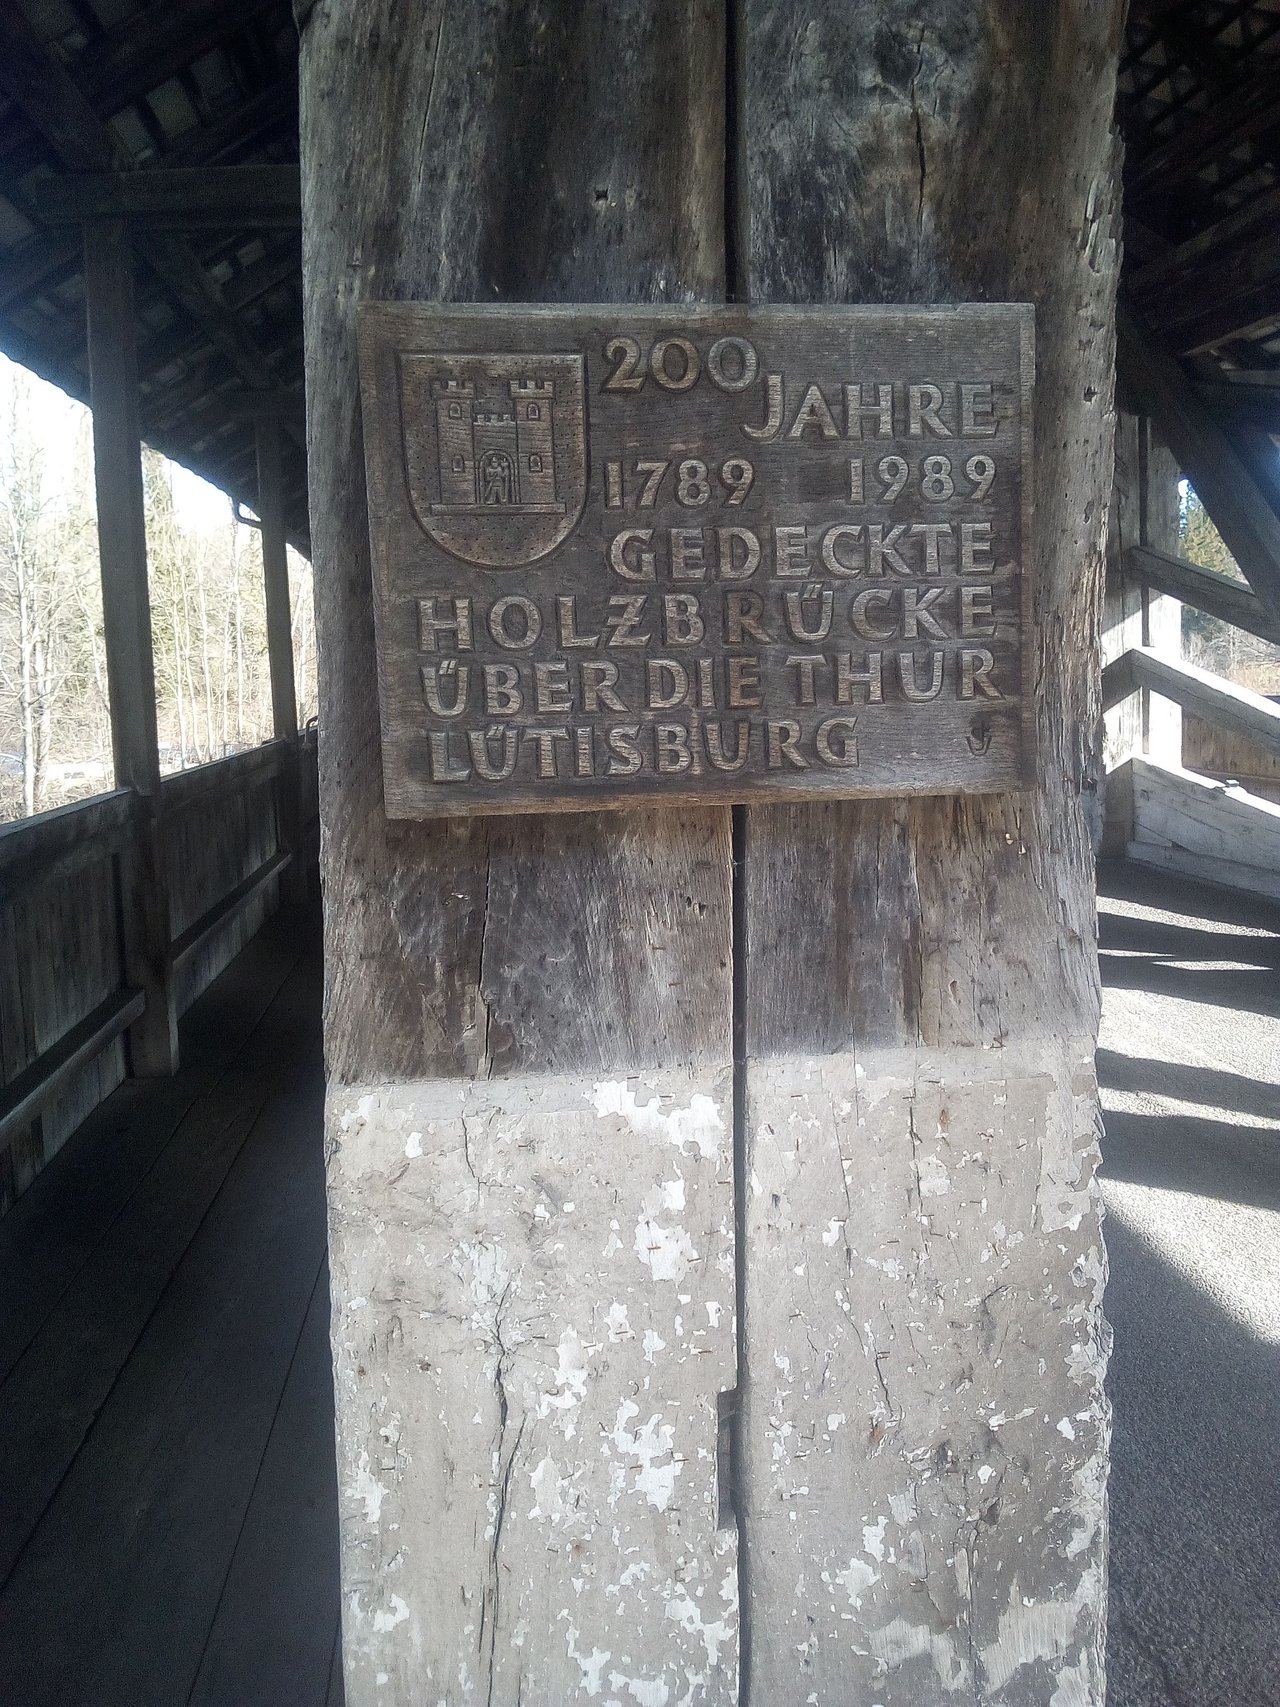 200
JAHRE
1789 1989
GEDECKTE
HOLZBRÜCKE
ÜBER DIE THUR
LÜTISBURG